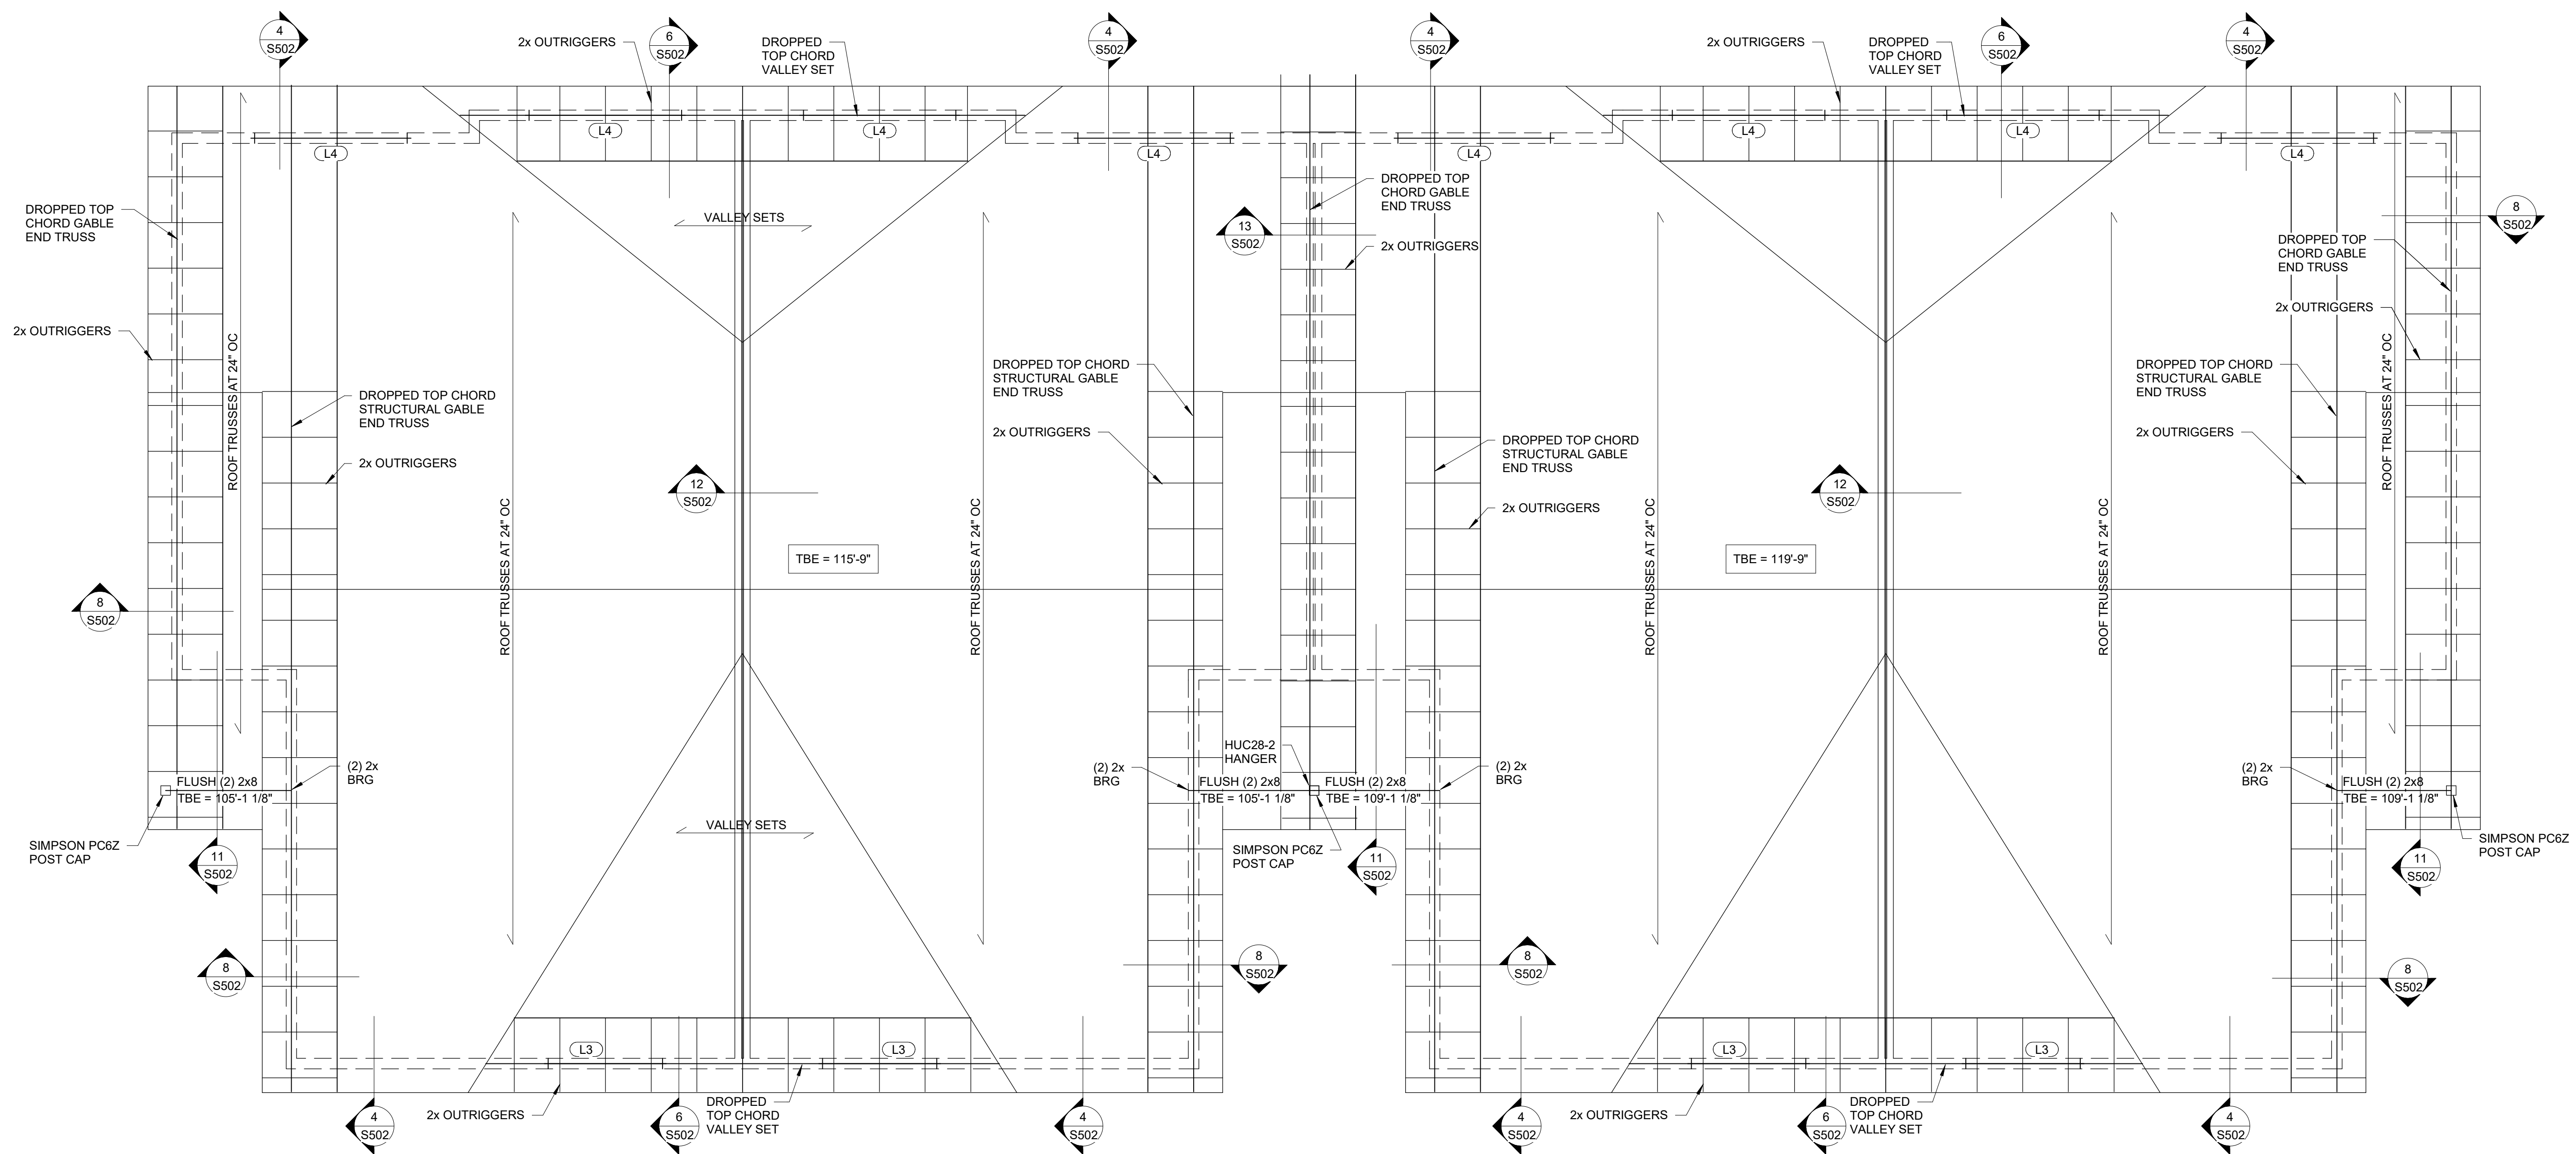 4
S502
2x OUTRIGGERS
6
S502
DROPPED
TOP CHORD
VALLEY SET
4
S502
4
S502
2x OUTRIGGERS
DROPPED
TOP CHORD
VALLEY SET
6
S502
4
S502
L4
L4
L4
L4
L4
L4
L4
L4
DROPPED TOP
CHORD GABLE
END TRUSS
VALLEY SETS
DROPPED TOP
CHORD GABLE
END TRUSS
13
S502
2x OUTRIGGERS
8
S502
DROPPED TOP
CHORD GABLE
END TRUSS
2x OUTRIGGERS
2x OUTRIGGERS
ROOF TRUSSES AT 24" OC
ROOF TRUSSES AT 24" OC
DROPPED TOP CHORD
STRUCTURAL GABLE
END TRUSS
2x OUTRIGGERS
DROPPED TOP CHORD
STRUCTURAL GABLE
END TRUSS
2x OUTRIGGERS
DROPPED TOP CHORD
STRUCTURAL GABLE
END TRUSS
2x OUTRIGGERS
DROPPED TOP CHORD
STRUCTURAL GABLE
END TRUSS
2x OUTRIGGERS
12
S502
12
S502
ROOF TRUSSES AT 24" OC
ROOF TRUSSES AT 24" OC
ROOF TRUSSES AT 24" OC
ROOF TRUSSES AT 24" OC
TBE = 115'-9"
TBE = 119'-9"
8
S502
HUC28-2
HANGER
FLUSH (2) 2x8
TBE = 105'-1 1/8"
(2) 2x
BRG
(2) 2x
BRG
FLUSH (2) 2x8
TBE = 105'-1 1/8"
FLUSH (2) 2x8
TBE = 109'-1 1/8"
(2) 2x
BRG
(2) 2x
BRG
FLUSH (2) 2x8
TBE = 109'-1 1/8"
SIMPSON PC6Z
POST CAP
VALLEY SETS
SIMPSON PC6Z
POST CAP
SIMPSON PC6Z
POST CAP
11
S502
11
S502
11
S502
8
S502
8
S502
8
S502
8
S502
L3
L3
L3
L3
4
S502
2x OUTRIGGERS
6
S502
DROPPED
TOP CHORD
VALLEY SET
4
S502
4
S502
2x OUTRIGGERS
6
S502
DROPPED
TOP CHORD
VALLEY SET
4
S502